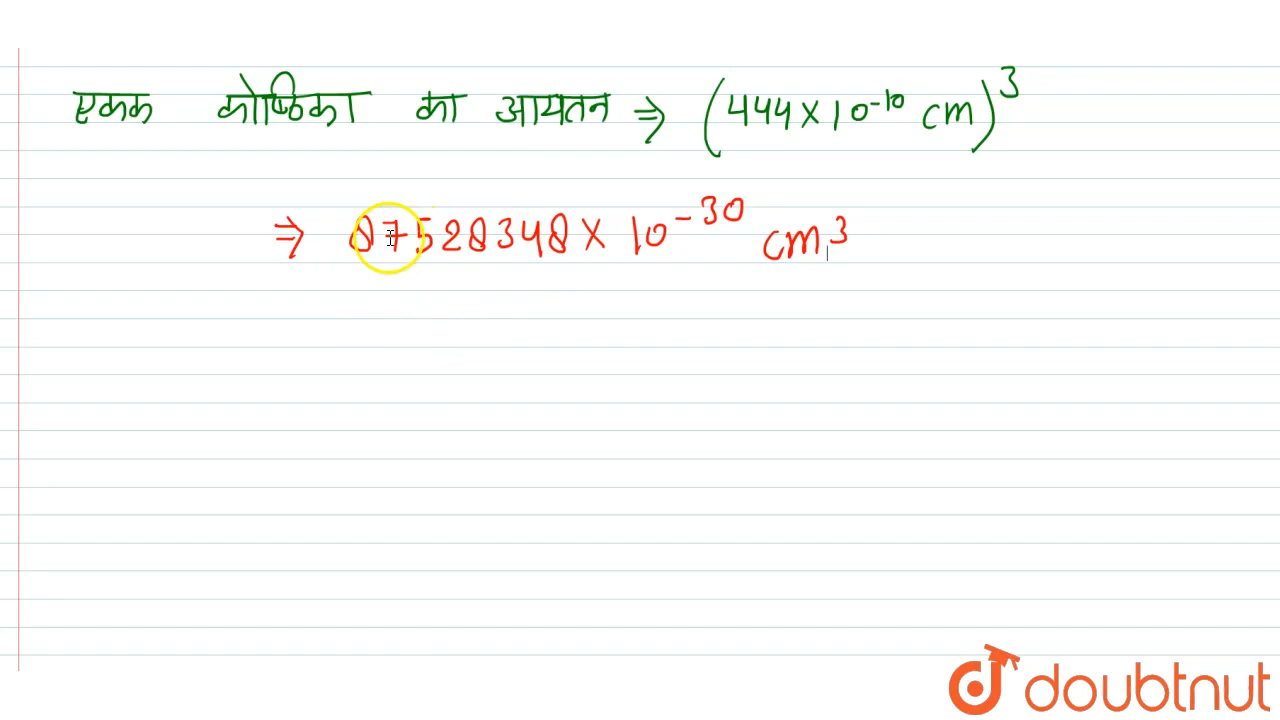 एकक कोष्ठिका का आयतन ⇒ (444×10⁻¹⁰ cm)³
⇒ 87528348 × 10⁻³⁰ cm³
doubtnut